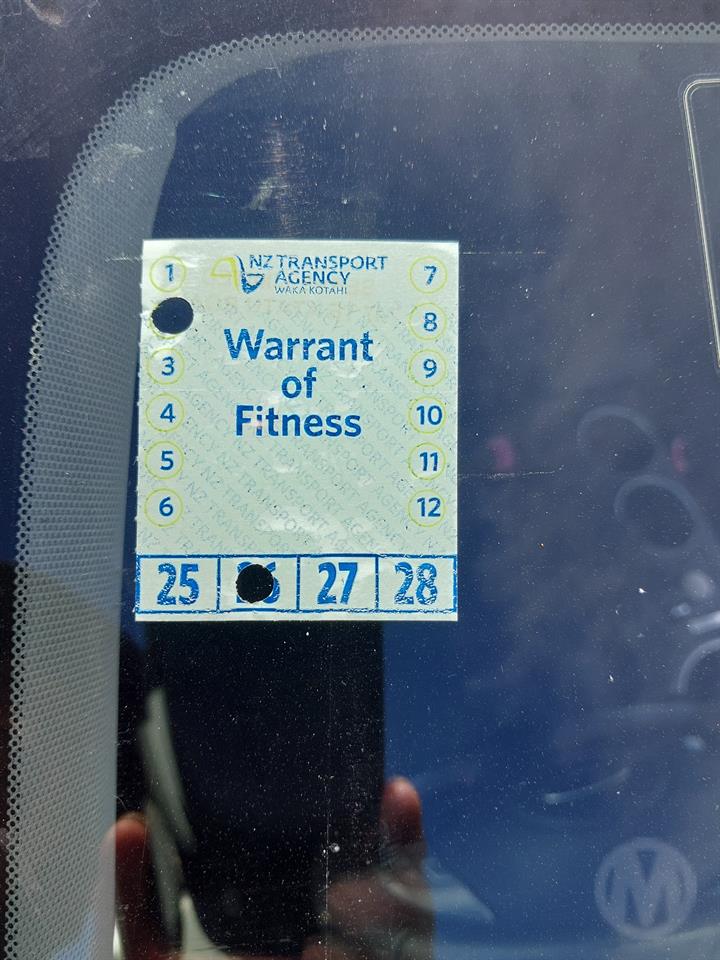 NZ TRANSPORT
AGENCY
WAKA KOTAHI
Warrant
of
Fitness
1
3
4
5
6
7
8
9
10
11
12
25 27 28
M